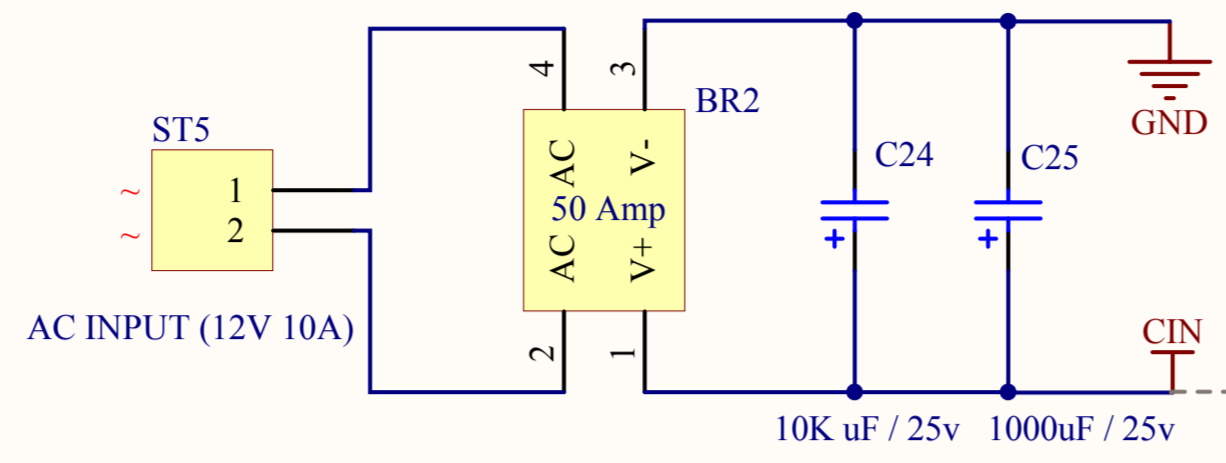 4
3
BR2
ST5
GND
~
1
AC
V-
C24
C25
50 Amp
~
2
AC
V+
+
+
AC INPUT (12V 10A)
2
1
CIN
10K uF / 25v
1000uF / 25v